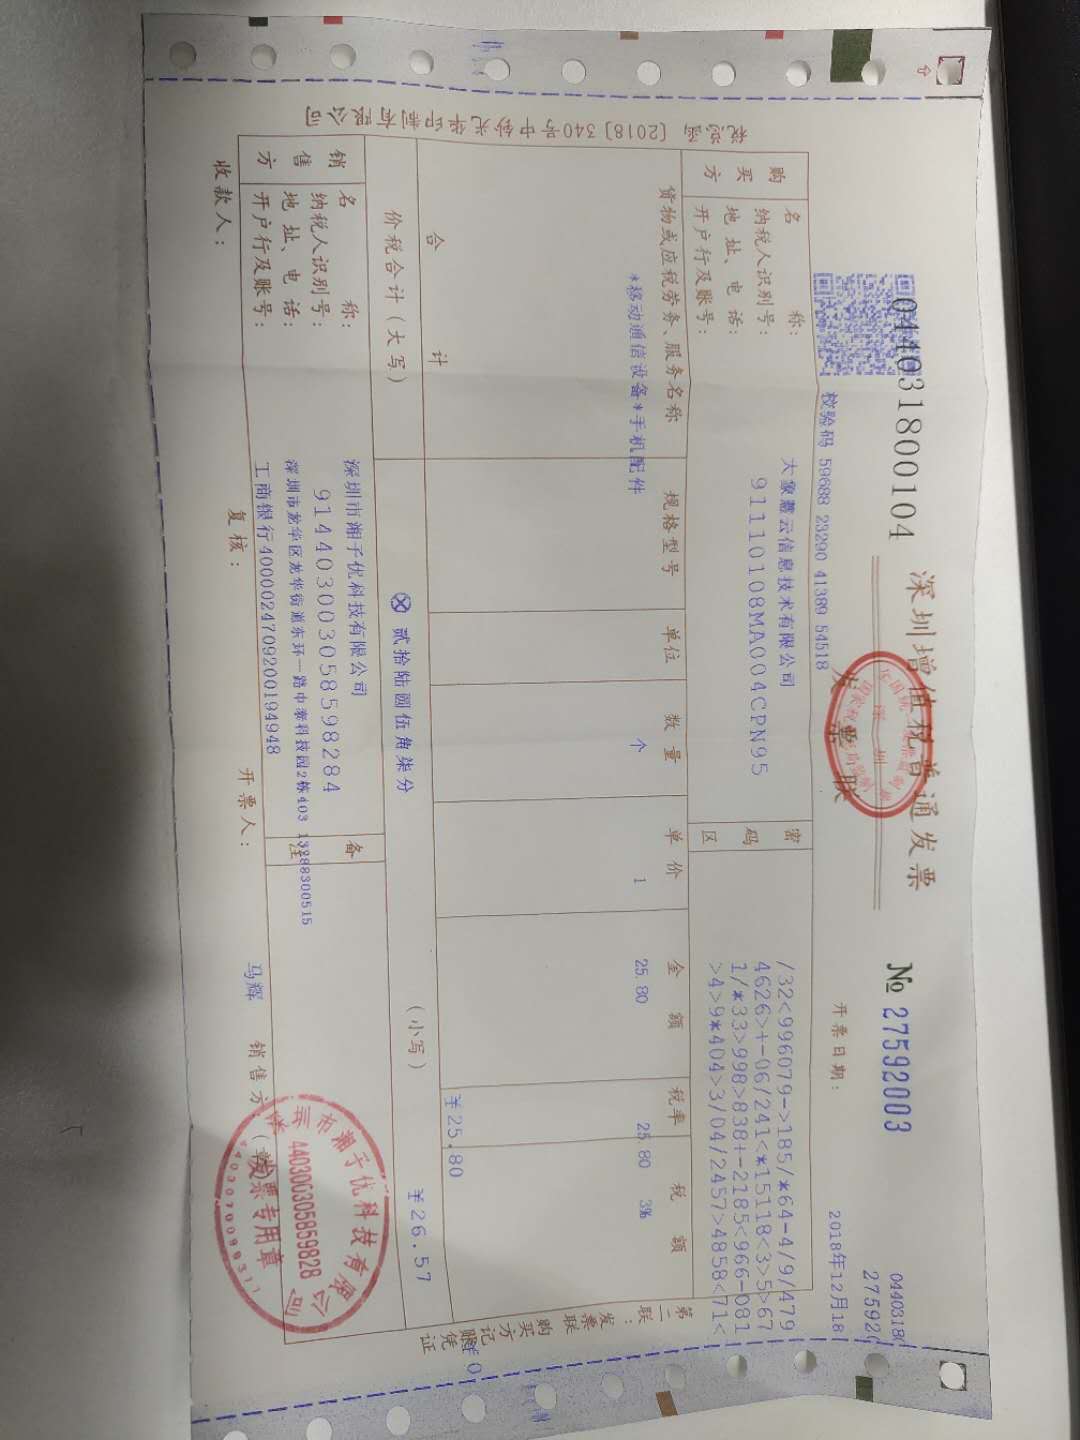 深圳增值税普通发票
044031800104
№ 27592003
0440318
27592
全国统一发票监制章
深圳
国家税务总局监制
发票联
校验码 59688 23290 41389 54518
开票日期: 2018年12月18
购买方
名称: 大象慧云信息技术有限公司
纳税人识别号: 91110108MA004CPN95
地址、电话:
开户行及账号:
密码区
/32<996079->185/*64-4/9/479
4626>+-06/241<*15118<3>5>67
1/*33>998>838+-2185<966-081
>4>9*404>3/04/2457>4858<71<
货物或应税劳务、服务名称 规格型号 单位 数量 单价 金额 税率 税额
*移动通信设备*手机配件 个 1 25.80 25.80 3%
合计 ¥25.80 ¥0
价税合计(大写) ⊗ 贰拾陆圆伍角柒分 (小写) ¥26.57
销售方
名称: 深圳市湘子优科技有限公司
纳税人识别号: 914403003058598284
地址、电话: 深圳市龙华区龙华街道东环一路中泰科技园2栋403 13288300515
开户行及账号: 工商银行4000024709200194948
备注
收款人: 复核: 开票人: 马辉 销售方:(章)
深圳市湘子优科技有限公司
440300305859828
发票专用章
税总函〔2018〕340号中钞光华印制有限公司
第二联:发票联 购买方记账凭证